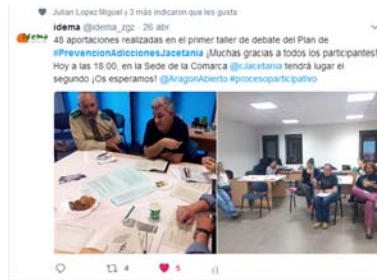 Julian Lopez Miguel y 3 más indicaron que les gusta
idema @idema_zgz · 26 abr.
48 aportaciones realizadas en el primer taller de debate del Plan de
#PrevencionAdiccionesJacetania ¡Muchas gracias a todos los participantes!
Hoy a las 18:00, en la Sede de la Comarca @cJacetania tendrá lugar el
segundo ¡Os esperamos! @AragonAbierto #procesoparticipativo
4 5